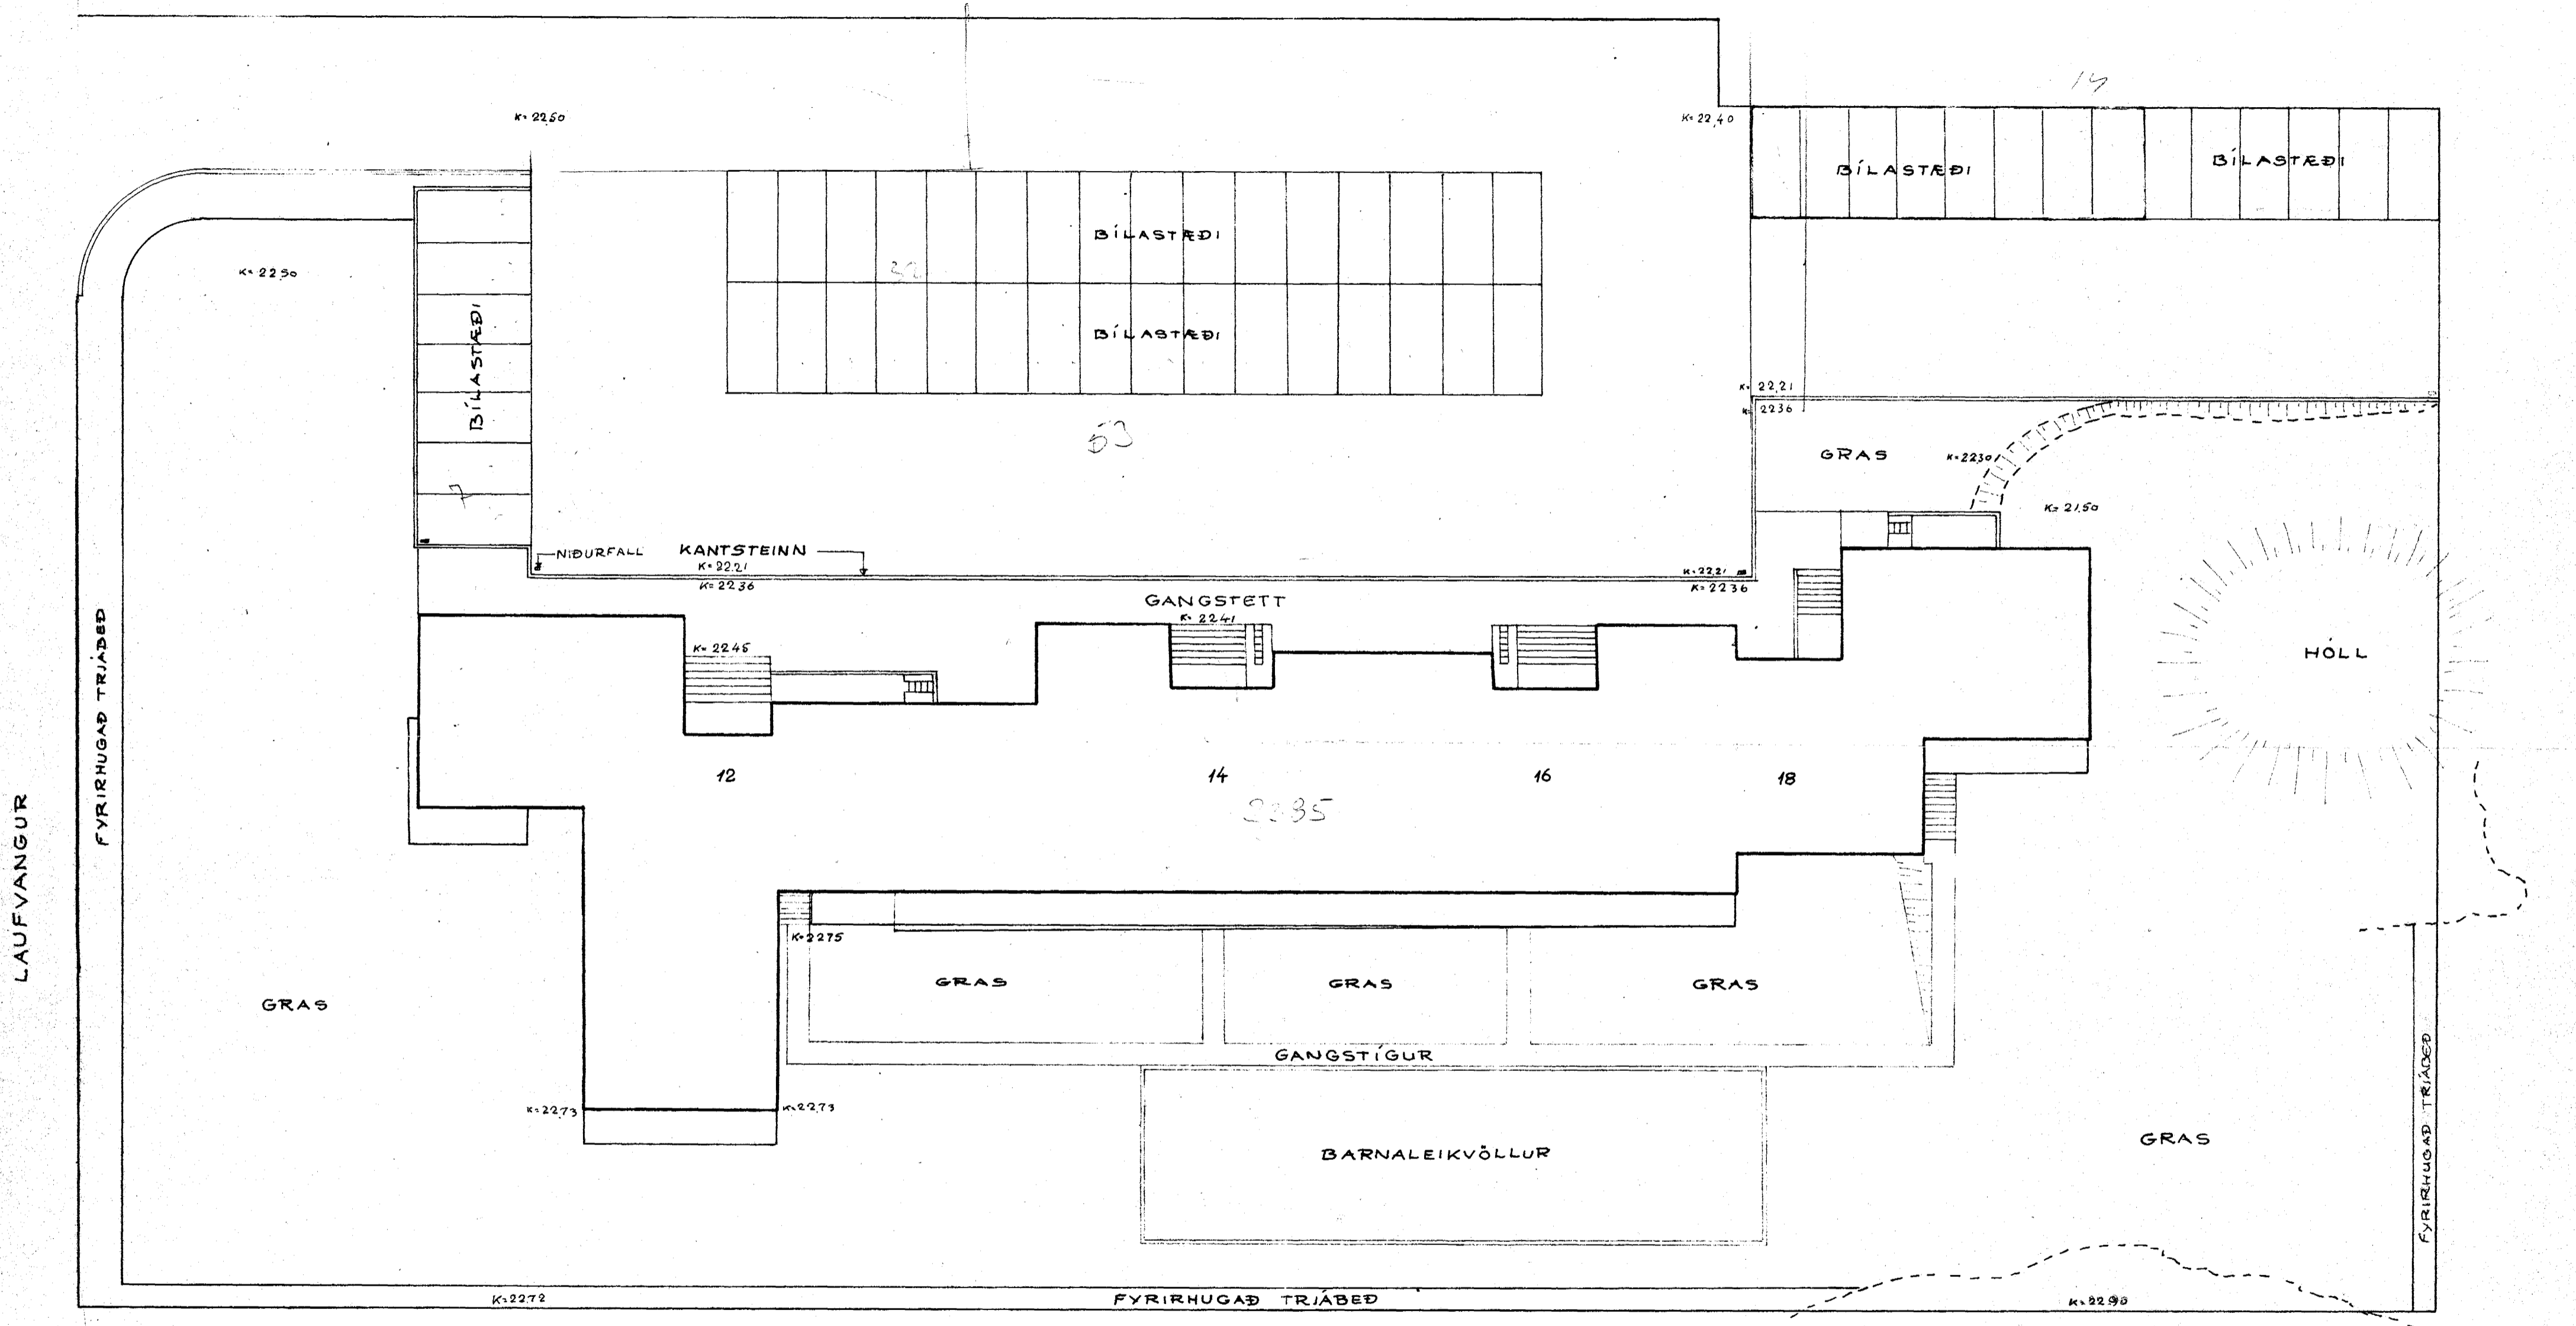 14
K= 22.50
K= 22,40
BÍLASTÆÐI
BÍLASTÆÐI
BÍLASTÆÐI
32
K= 22.50
BÍLASTÆÐI
BÍLASTÆÐI
K= 22.21
K= 22.36
53
GRAS
K= 22.30
7
K= 21.50
NIÐURFALL
KANTSTEINN
K= 22.21
K= 22.36
K= 22.21
K= 22.36
GANGSTETT
K= 22.41
K= 22.45
HÓLL
FYRIRHUGAÐ TRJÁBEÐ
12
14
16
18
2335
LAUFVANGUR
K= 22.75
GRAS
GRAS
GRAS
GRAS
GANGSTÍGUR
K= 22.73
K= 22.73
BARNALEIKVÖLLUR
GRAS
FYRIRHUGAÐ TRJÁBEÐ
K= 22.72
FYRIRHUGAÐ TRJÁBEÐ
K= 22.90